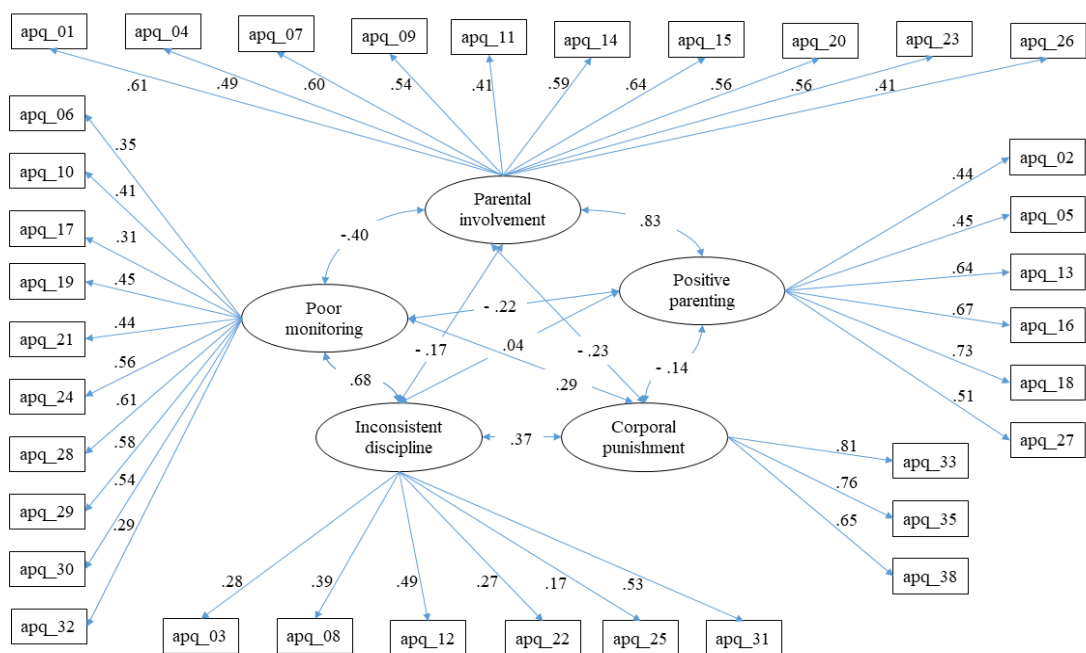 apq_01 apq_04 apq_07 apq_09 apq_11 apq_14 apq_15 apq_20 apq_23 apq_26
.61 .49 .60 .54 .41 .59 .64 .56 .56 .41
apq_06
.35
apq_10
.41
apq_17
.31
apq_19
.45
apq_21
.44
apq_24
.56
apq_28
.61
apq_29
.58
apq_30
.54
apq_32
.29
Parental
involvement
-.40
.83
Poor
monitoring
Positive
parenting
- .22
- .17
.04
- .23
.68
.29
- .14
Inconsistent
discipline
.37
Corporal
punishment
apq_02
.44
apq_05
.45
apq_13
.64
apq_16
.67
apq_18
.73
apq_27
.51
.81
apq_33
.76
apq_35
.65
apq_38
.28 .39 .49 .27 .17 .53
apq_03 apq_08 apq_12 apq_22 apq_25 apq_31